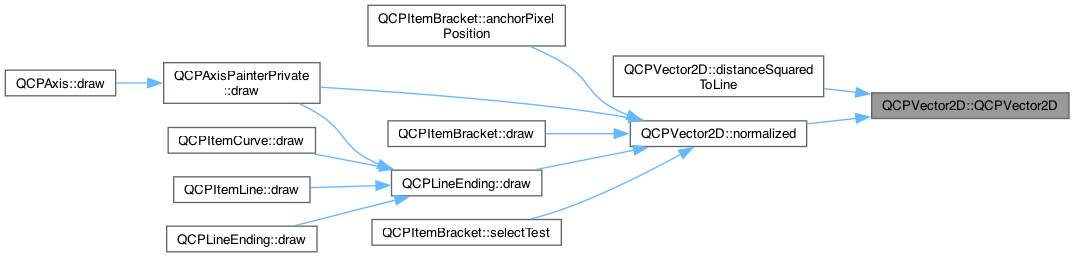 QCPItemBracket::anchorPixel
Position
QCPAxis::draw
QCPAxisPainterPrivate
::draw
QCPVector2D::distanceSquared
ToLine
QCPVector2D::QCPVector2D
QCPItemCurve::draw
QCPItemBracket::draw
QCPVector2D::normalized
QCPItemLine::draw
QCPLineEnding::draw
QCPLineEnding::draw
QCPItemBracket::selectTest